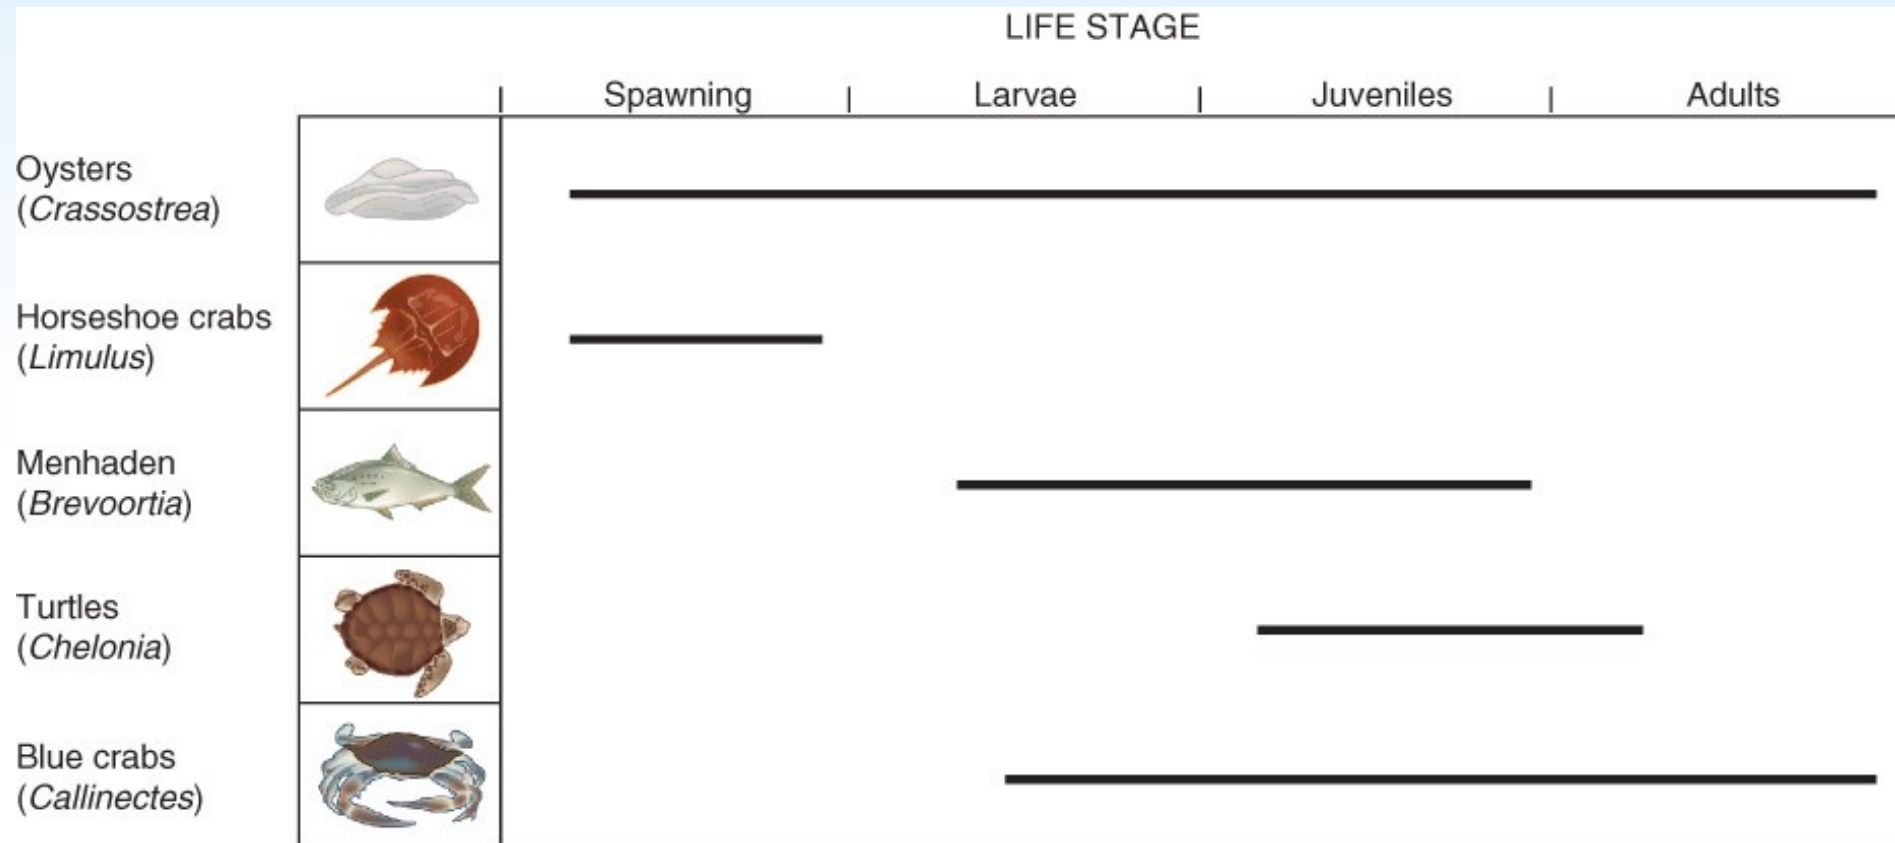 LIFE STAGE
Spawning Larvae Juveniles Adults
Oysters
(Crassostrea)
Horseshoe crabs
(Limulus)
Menhaden
(Brevoortia)
Turtles
(Chelonia)
Blue crabs
(Callinectes)